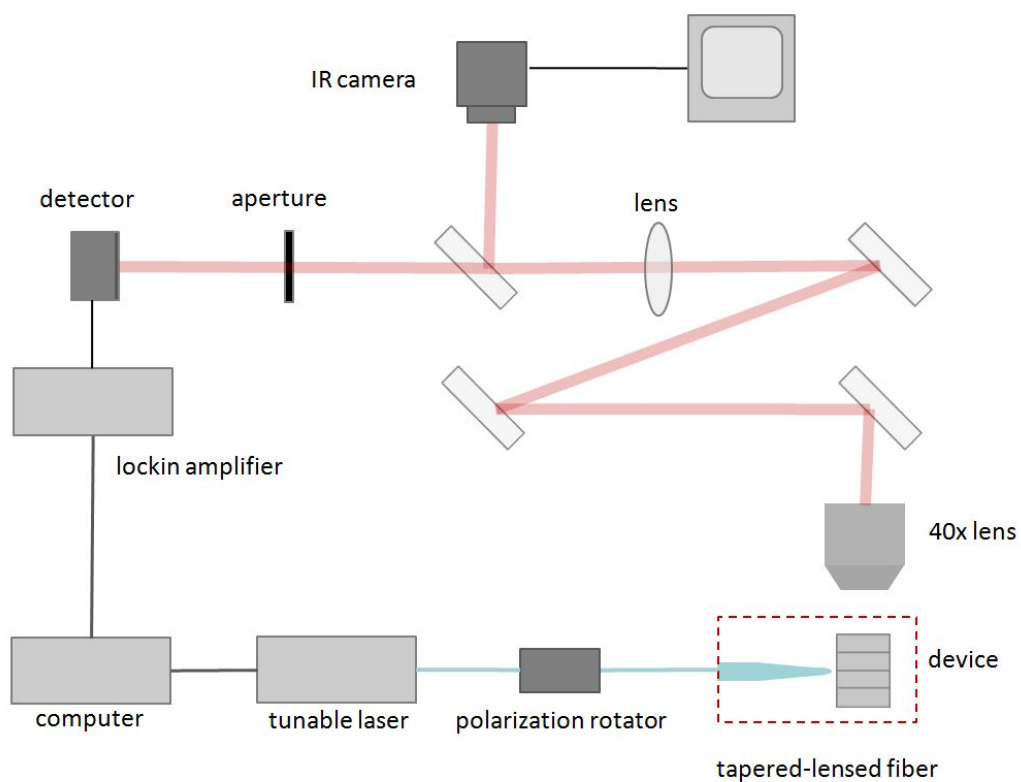 IR camera
detector
aperture
lens
lockin amplifier
40x lens
device
computer
tunable laser
polarization rotator
tapered-lensed fiber